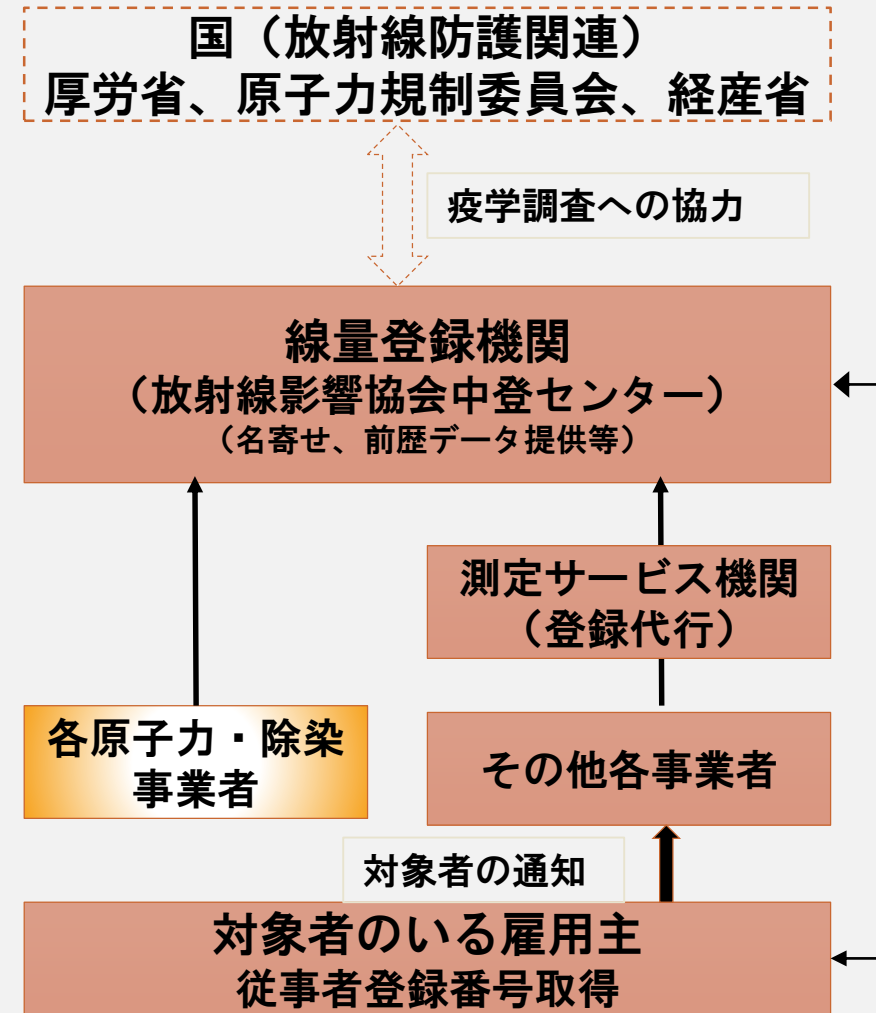 国（放射線防護関連）
厚労省、原子力規制委員会、経産省
疫学調査への協力
線量登録機関
（放射線影響協会中登センター）
（名寄せ、前歴データ提供等）
測定サービス機関
（登録代行）
各原子力・除染
事業者
その他各事業者
対象者の通知
対象者のいる雇用主
従事者登録番号取得